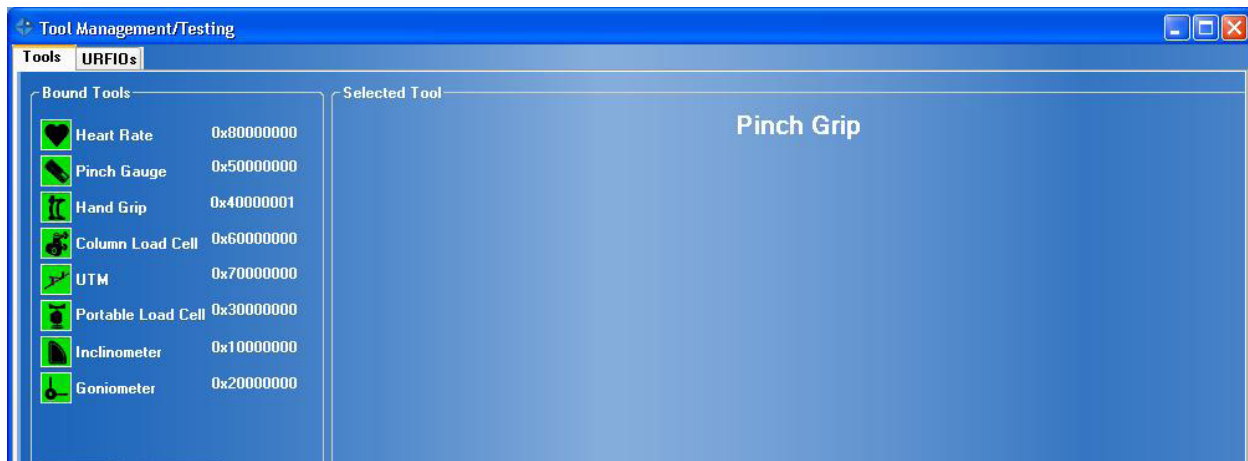 Tool Management/Testing
Tools URFIOs
Bound Tools
Heart Rate 0x80000000
Pinch Gauge 0x50000000
Hand Grip 0x40000001
Column Load Cell 0x60000000
UTM 0x70000000
Portable Load Cell 0x30000000
Inclinometer 0x10000000
Goniometer 0x20000000
Selected Tool
Pinch Grip